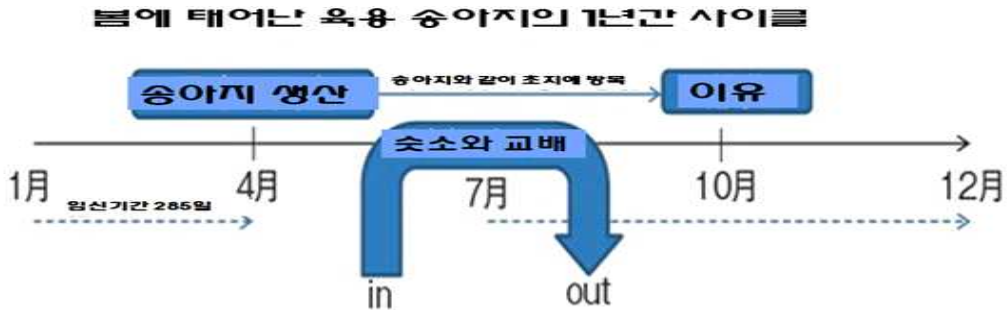 봄에 태어난 육용 송아지의 1년간 사이클
송아지 생산
송아지와 같이 초지에 방목
이유
숫소와 교배
1月
4月
7月
10月
12月
임신기간 285일
in
out